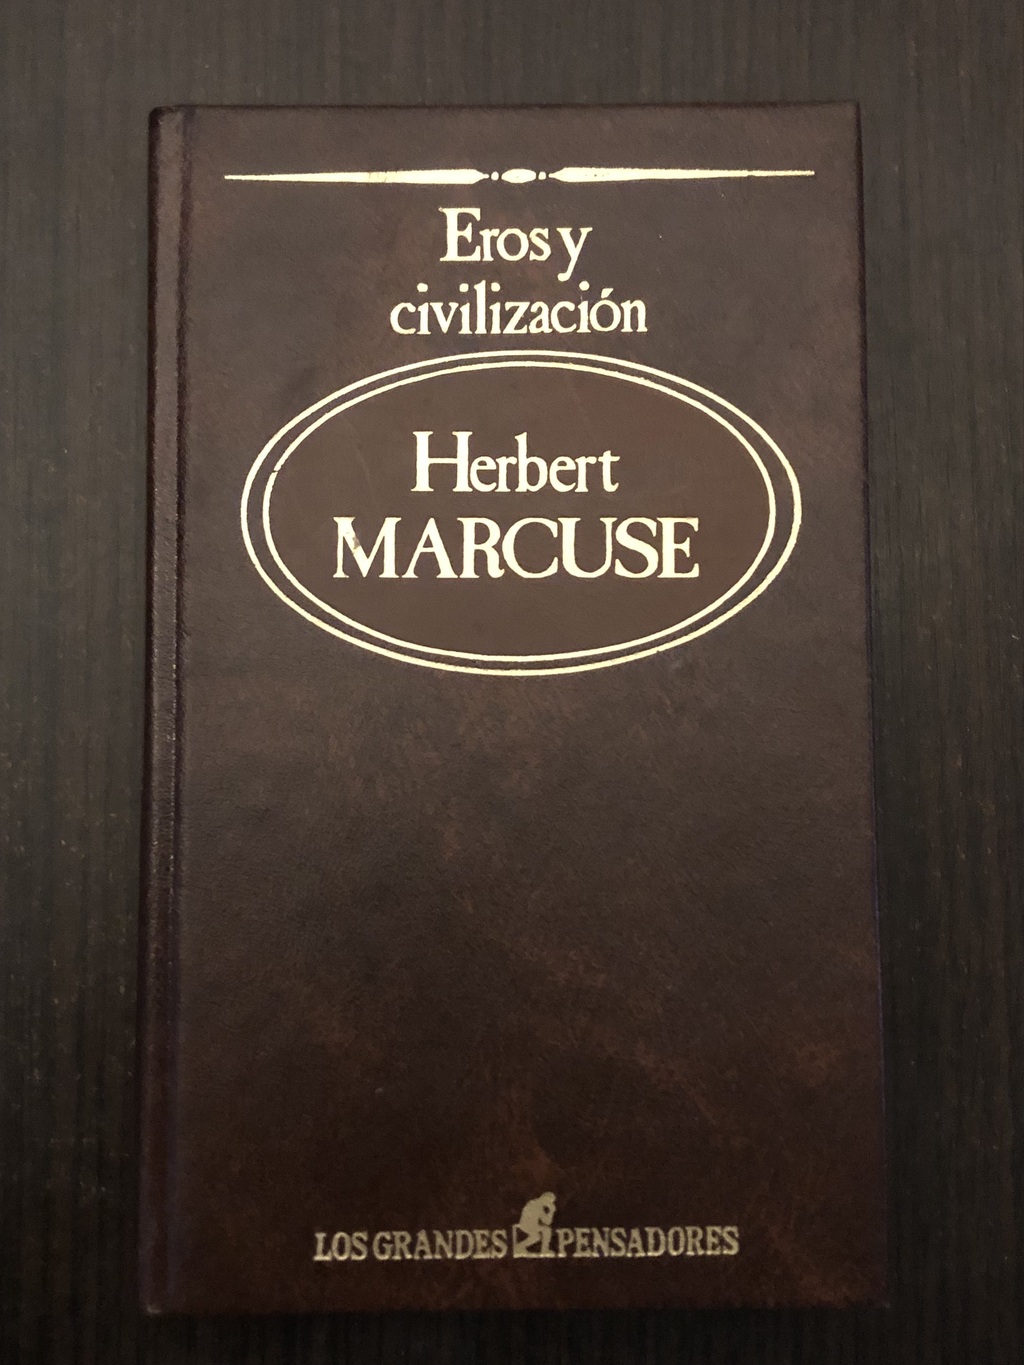 Eros y
civilización
Herbert
MARCUSE
LOS GRANDES PENSADORES